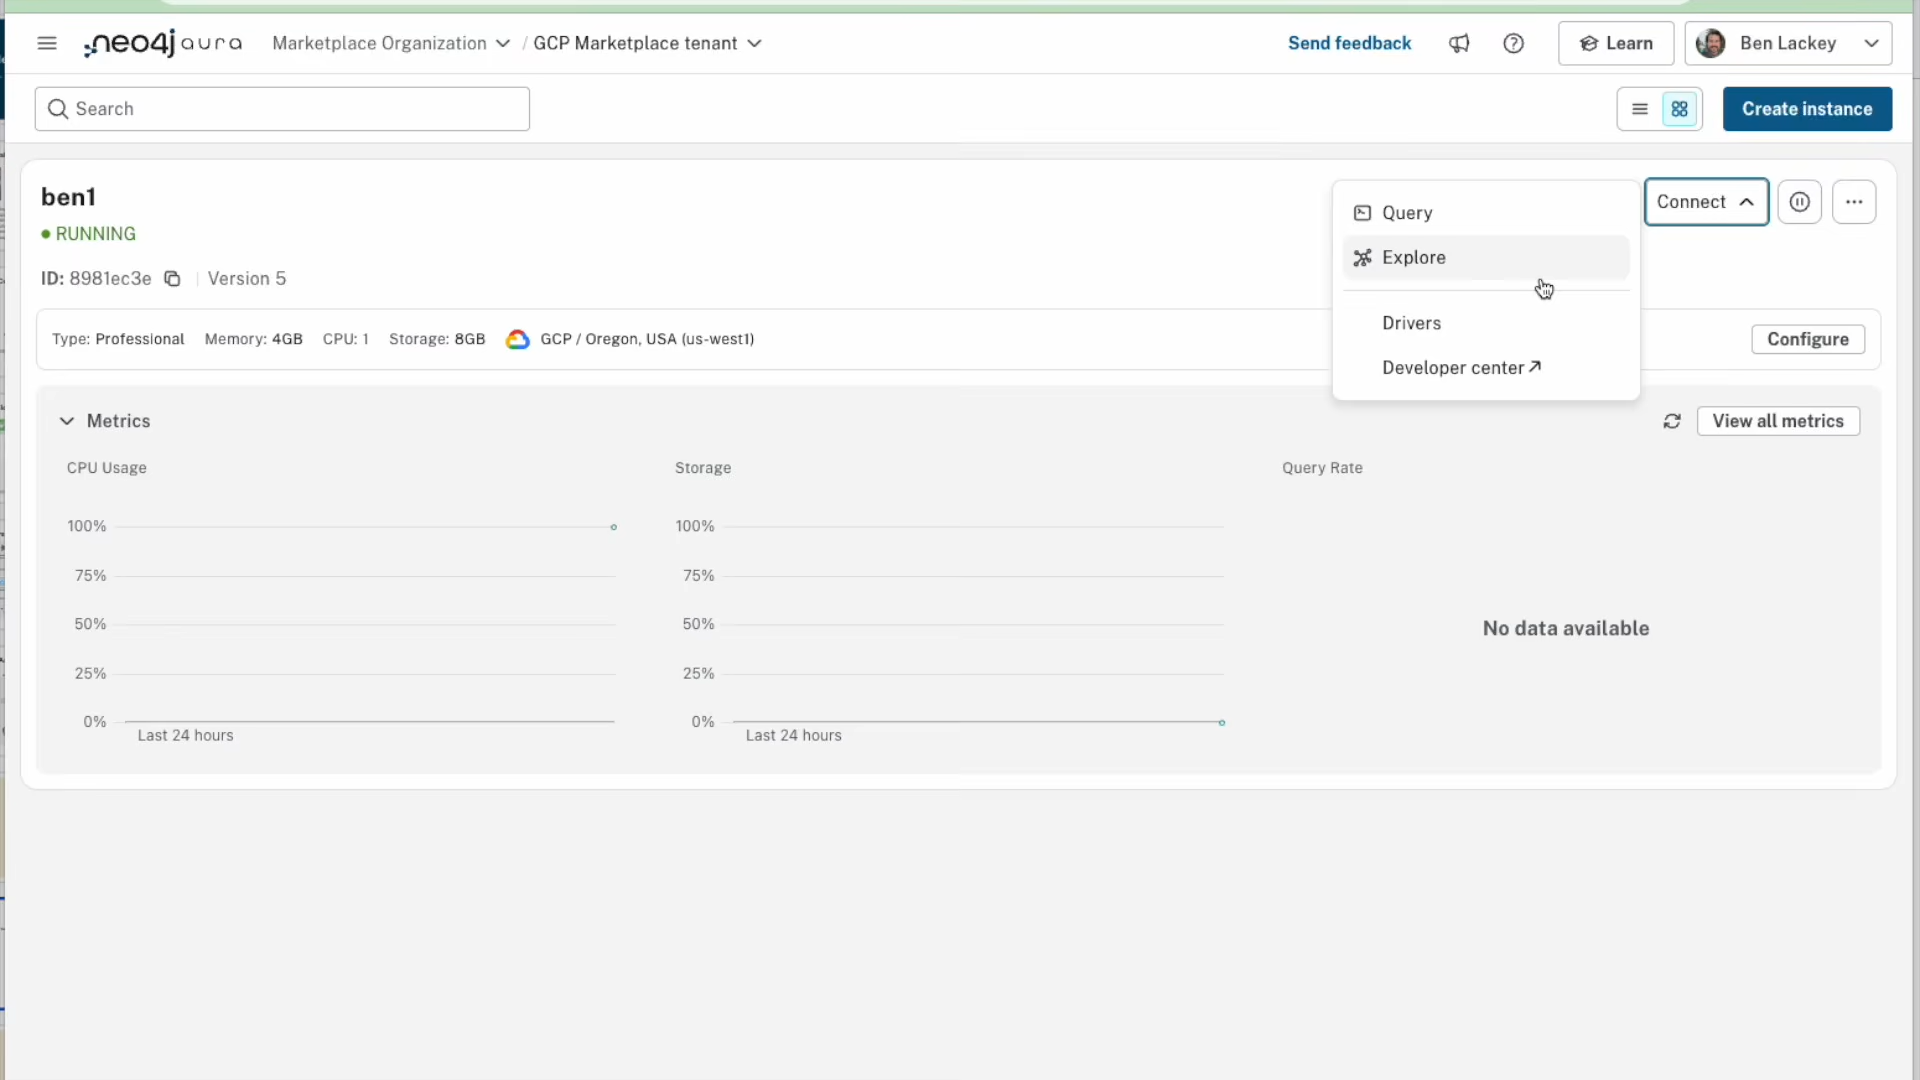 neo4j aura
Marketplace Organization / GCP Marketplace tenant
Send feedback
Learn
Ben Lackey
Search
Create instance
ben1
RUNNING
ID: 8981ec3e
Version 5
Connect
Query
Explore
Drivers
Developer center
Type: Professional
Memory: 4GB
CPU: 1
Storage: 8GB
GCP / Oregon, USA (us-west1)
Configure
Metrics
View all metrics
CPU Usage
100%
75%
50%
25%
0%
Last 24 hours
Storage
100%
75%
50%
25%
0%
Last 24 hours
Query Rate
No data available